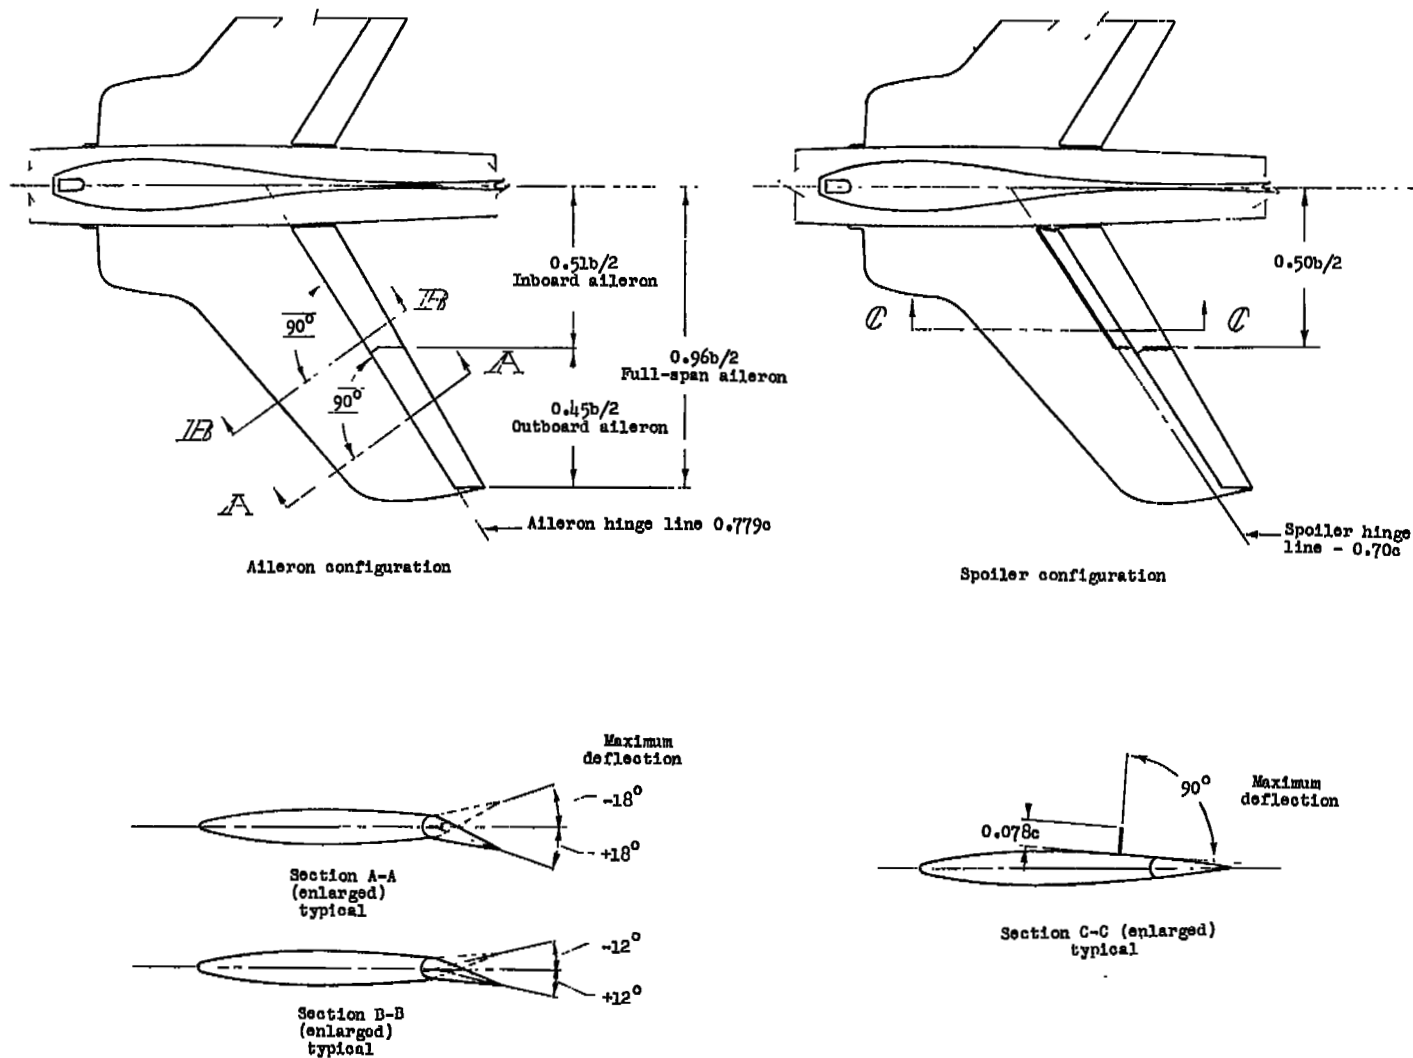 0.51b/2
Inboard aileron
B
90°
B
A
A
90°
0.96b/2
Full-span aileron
0.45b/2
Outboard aileron
Aileron hinge line 0.779c
Aileron configuration
0.50b/2
C
C
Spoiler hinge
line - 0.70c
Spoiler configuration
Maximum
deflection
-18°
+18°
Section A-A
(enlarged)
typical
-12°
+12°
Section B-B
(enlarged)
typical
90°
Maximum
deflection
0.078c
Section C-C (enlarged)
typical